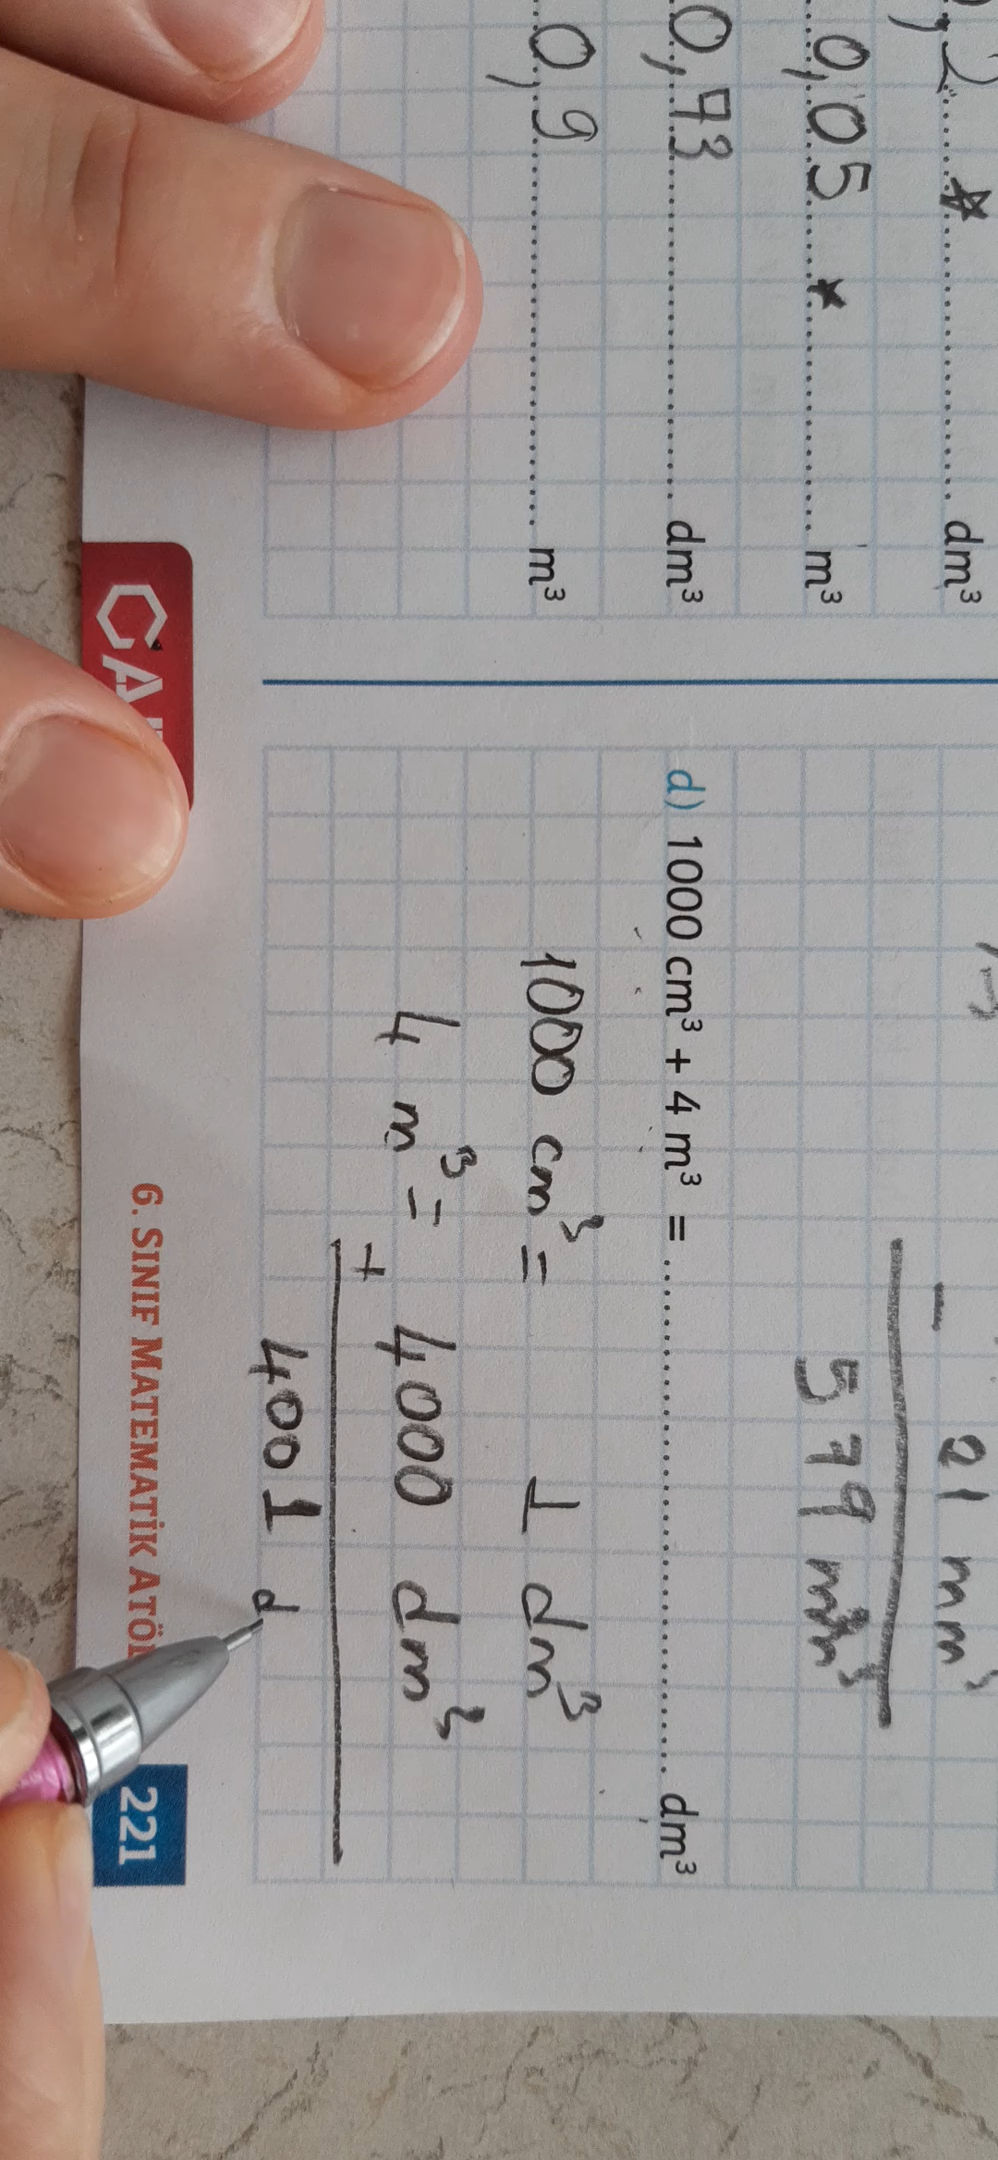 0,05 ★ m³
0,73 dm³
0,9 m³
dm³
- 21 mm³
579 mm³
d) 1000 cm³ + 4 m³ = ........ dm³
1000 cm³ = 1 dm³
4 m³ = 4000 dm³
+
4001 d
6. SINIF MATEMATİK
221